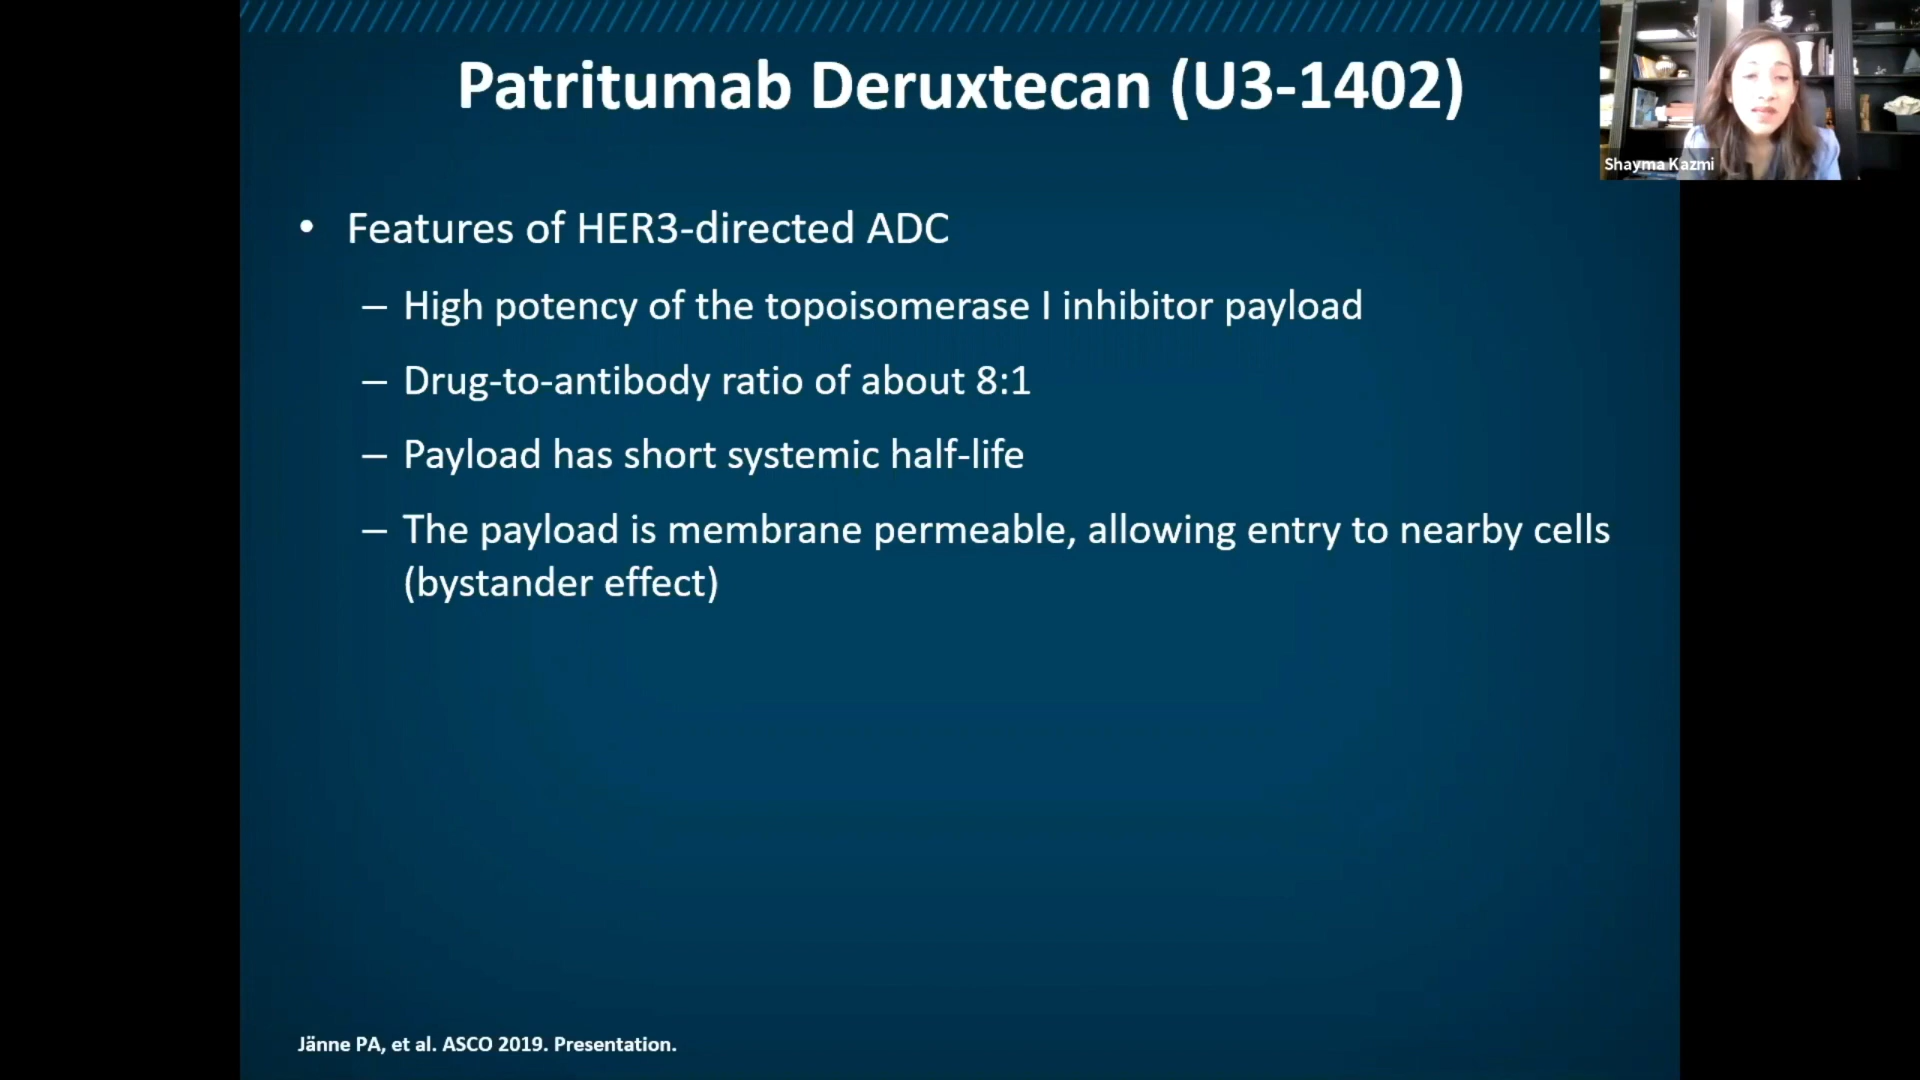 Patritumab Deruxtecan (U3-1402)
Shayma Kazmi
• Features of HER3-directed ADC
– High potency of the topoisomerase I inhibitor payload
– Drug-to-antibody ratio of about 8:1
– Payload has short systemic half-life
– The payload is membrane permeable, allowing entry to nearby cells
(bystander effect)
Jänne PA, et al. ASCO 2019. Presentation.